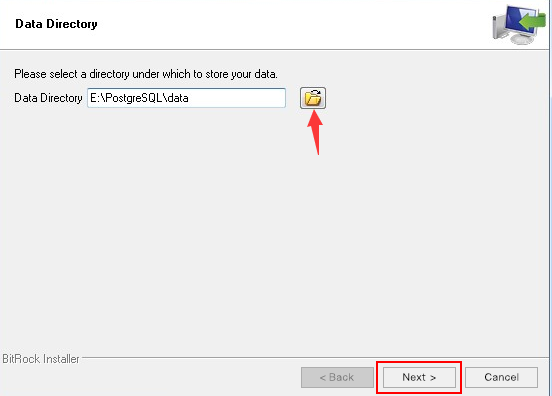 Data Directory
Please select a directory under which to store your data.
Data Directory E:\PostgreSQL\data
BitRock Installer
< Back Next > Cancel